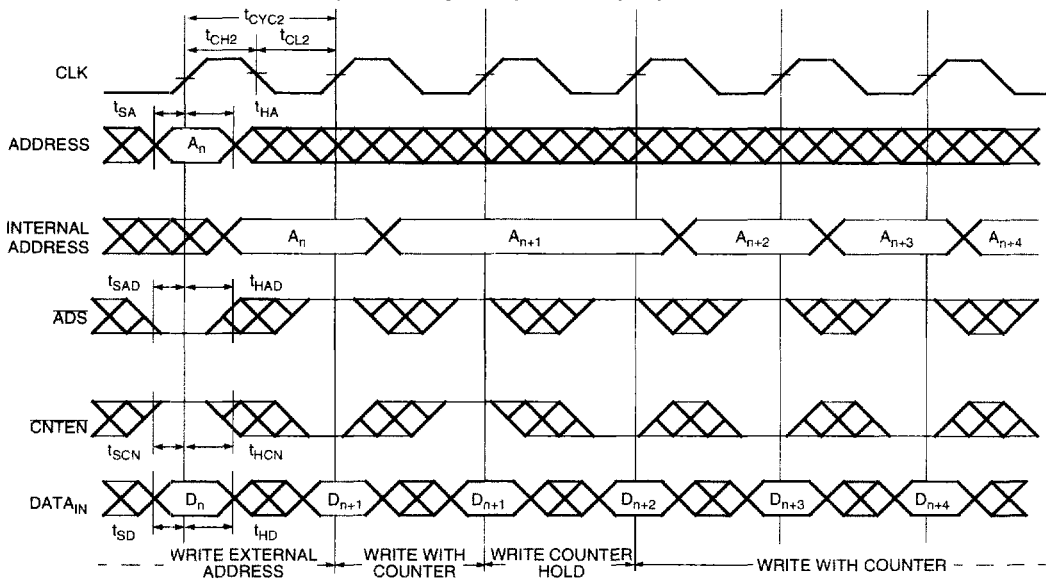 tCYC2
tCH2 tCL2
CLK
tSA tHA
ADDRESS An
INTERNAL ADDRESS An An+1 An+2 An+3 An+4
tSAD tHAD
ADS
CNTEN
tSCN tHCN
DATAIN Dn Dn+1 Dn+1 Dn+2 Dn+3 Dn+4
tSD tHD
WRITE EXTERNAL ADDRESS WRITE WITH COUNTER WRITE COUNTER HOLD WRITE WITH COUNTER